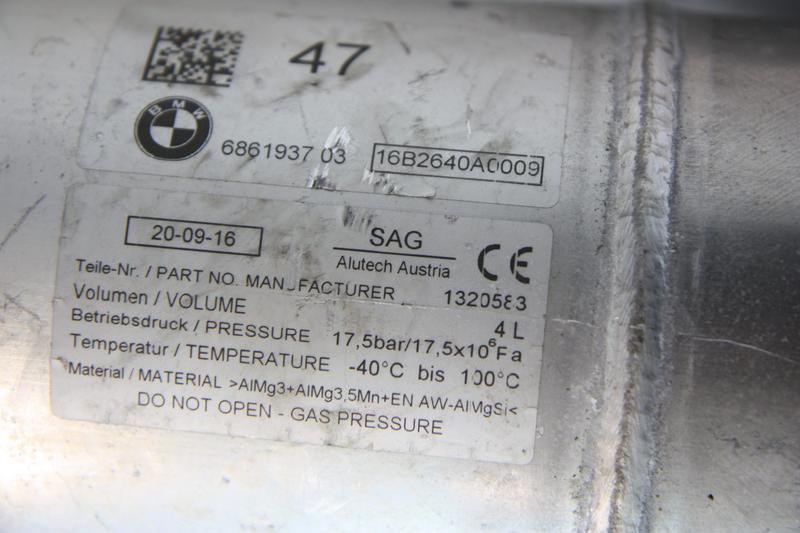 47
BMW
6861937 03
16B2640A0009
20-09-16
SAG
Alutech Austria
CE
Teile-Nr. / PART NO. MANUFACTURER 1320583
Volumen / VOLUME 4 L
Betriebsdruck / PRESSURE 17,5bar/17,5x10⁶Pa
Temperatur / TEMPERATURE -40°C bis 100°C
Material / MATERIAL >AlMg3+AlMg3,5Mn+EN AW-AlMgSi<
DO NOT OPEN - GAS PRESSURE